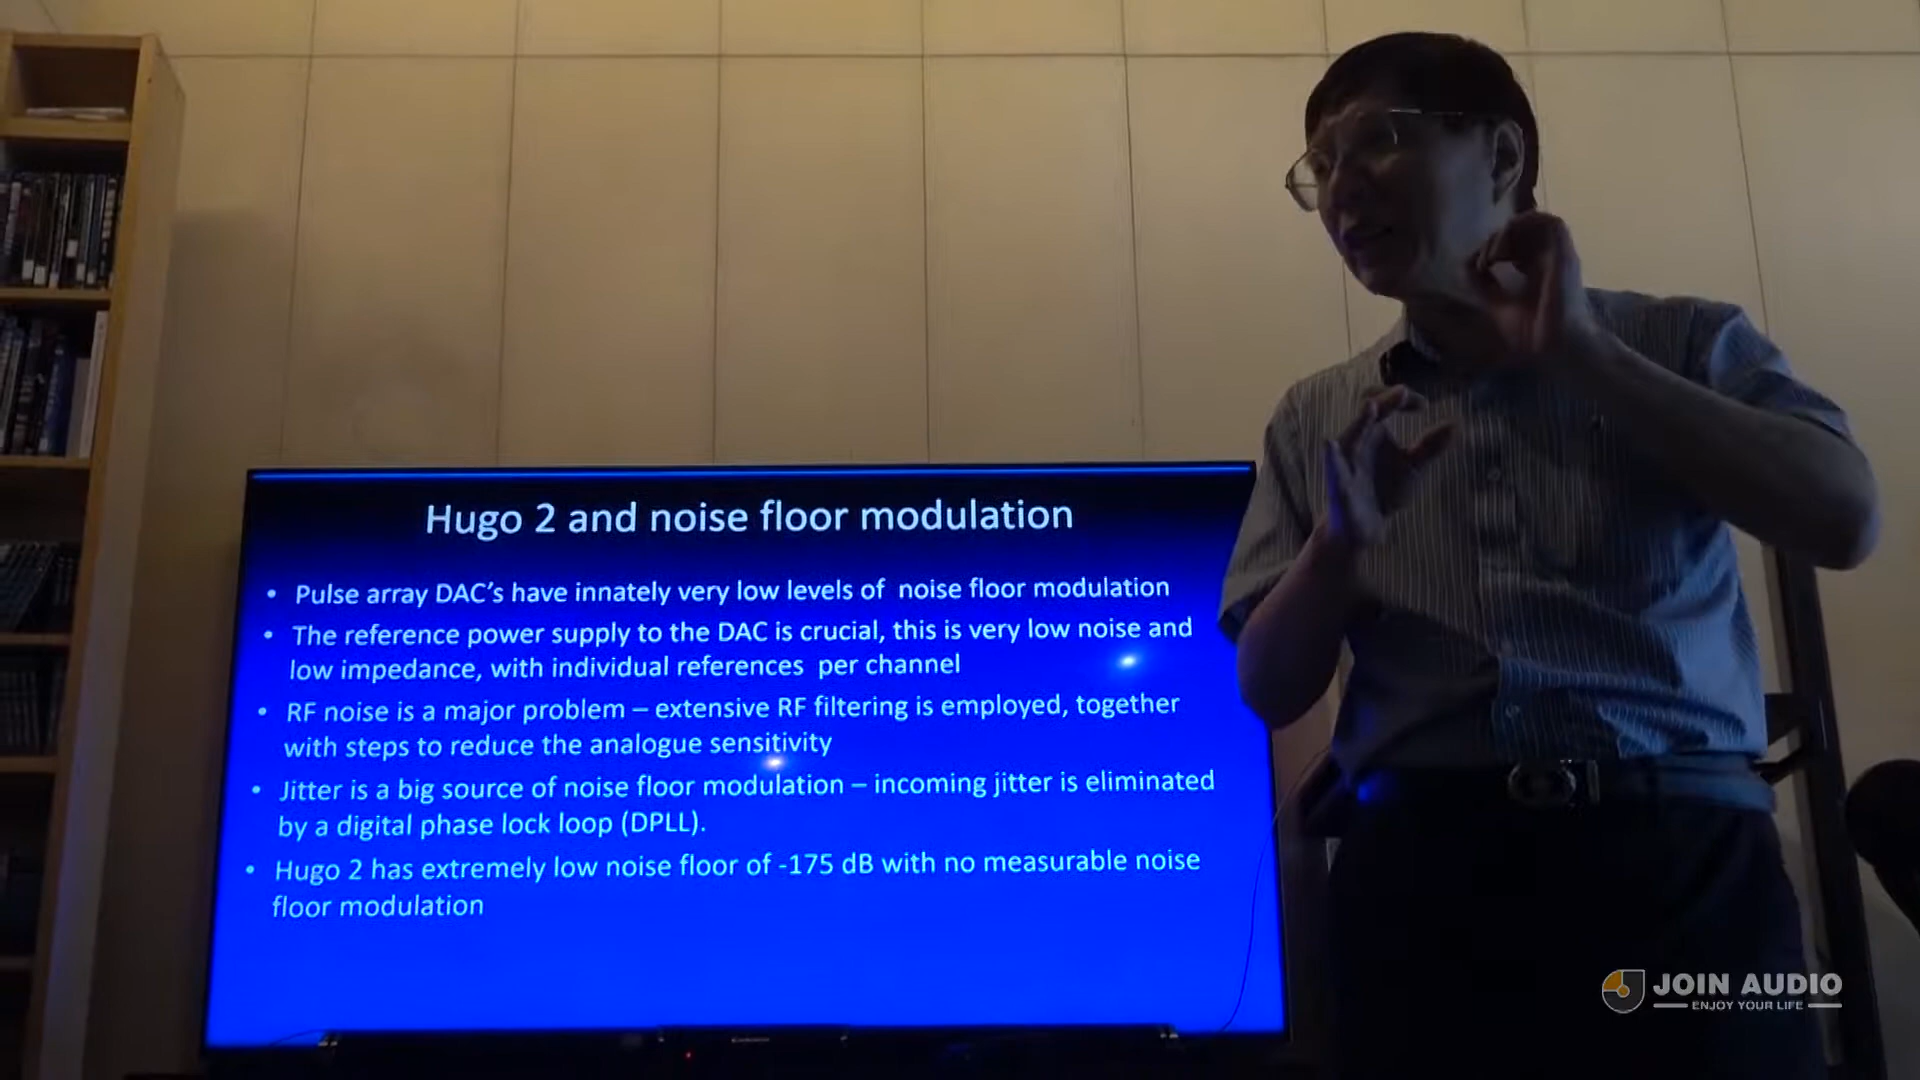 Hugo 2 and noise floor modulation
• Pulse array DAC's have innately very low levels of noise floor modulation
• The reference power supply to the DAC is crucial, this is very low noise and
low impedance, with individual references per channel
• RF noise is a major problem – extensive RF filtering is employed, together
with steps to reduce the analogue sensitivity
• Jitter is a big source of noise floor modulation – incoming jitter is eliminated
by a digital phase lock loop (DPLL).
• Hugo 2 has extremely low noise floor of -175 dB with no measurable noise
floor modulation
JOIN AUDIO
ENJOY YOUR LIFE